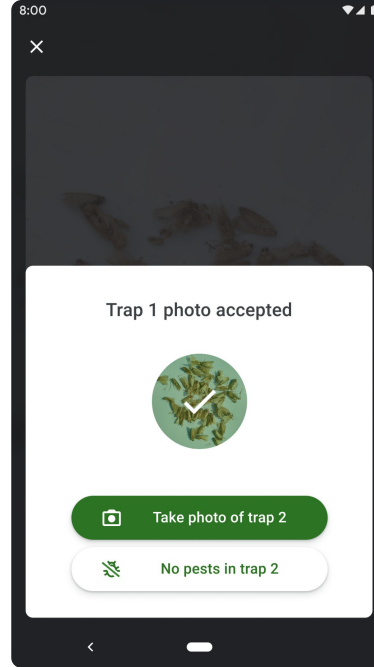 8:00
Trap 1 photo accepted
Take photo of trap 2
No pests in trap 2